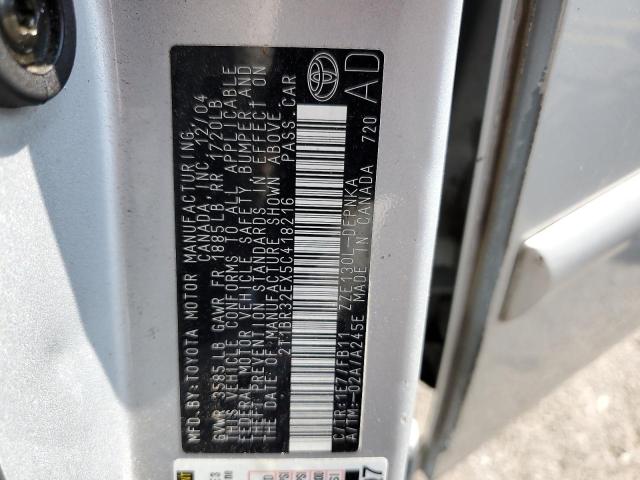 MFD. BY: TOYOTA MOTOR MANUFACTURING
CANADA, INC. 12/04
GVWR 3585LB GAWR FR 1885LB, RR 1720LB
THIS VEHICLE CONFORMS TO ALL APPLICABLE
FEDERAL MOTOR VEHICLE SAFETY, BUMPER AND
THEFT PREVENTION STANDARDS IN EFFECT ON
THE DATE OF MANUFACTURE SHOWN ABOVE.
2T1BR32EX5C418216 PASS. CAR
C/TR:1E7/FB11 ZZE130L-DEPNKA
A/TM:-02A/A245E MADE IN CANADA 720
AD